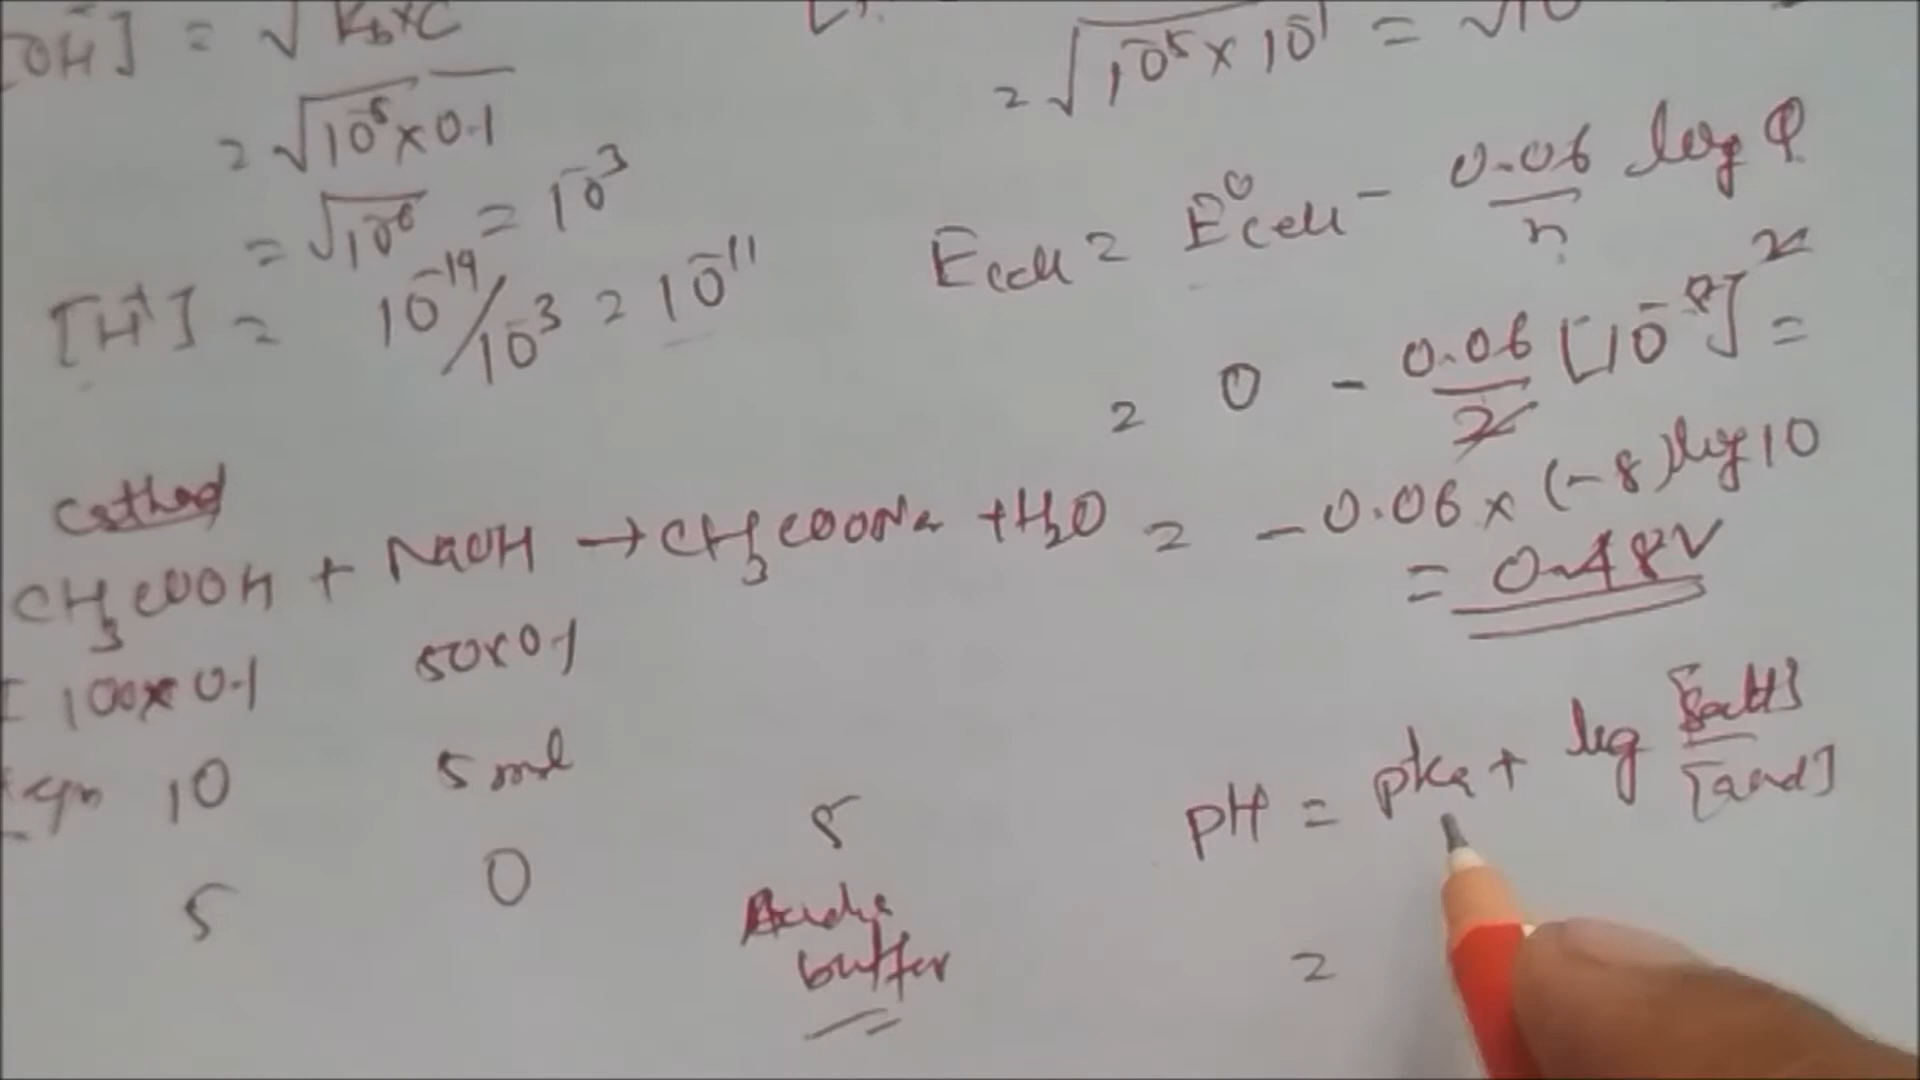 [OH⁻] = √Kb×C
= √10⁻⁵×0.1
= √10⁻⁶ = 10⁻³
[H⁺] = 10⁻¹⁴/10⁻³ = 10⁻¹¹
= √10⁻⁵×10⁻¹ = √10
Ecell = E⁰cell - 0.06/n log Q
= 0 - 0.06/2 [10⁻⁸]² =
= -0.06 × (-8) log 10
= 0.48V
Cathod
CH₃COOH + NaOH → CH₃COONa + H₂O
100×0.1 50×0.1
10 5 ml
5 0 5
buffer
pH = pKa + log [Salt]/[acid]
=